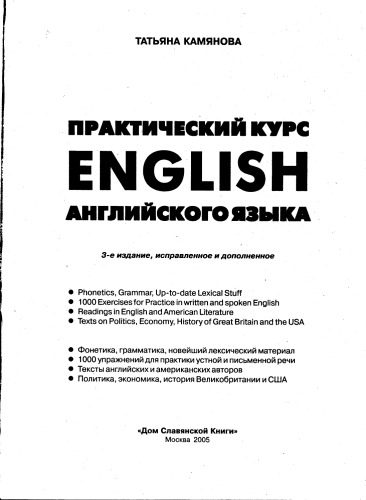 ТАТЬЯНА КАМЯНОВА
ПРАКТИЧЕСКИЙ КУРС
ENGLISH
АНГЛИЙСКОГО ЯЗЫКА
3-е издание, исправленное и дополненное
● Phonetics, Grammar, Up-to-date Lexical Stuff
● 1000 Exercises for Practice in written and spoken English
● Readings in English and American Literature
● Texts on Politics, Economy, History of Great Britain and the USA
● Фонетика, грамматика, новейший лексический материал
● 1000 упражнений для практики устной и письменной речи
● Тексты английских и американских авторов
● Политика, экономика, история Великобритании и США
«Дом Славянской Книги»
Москва 2005